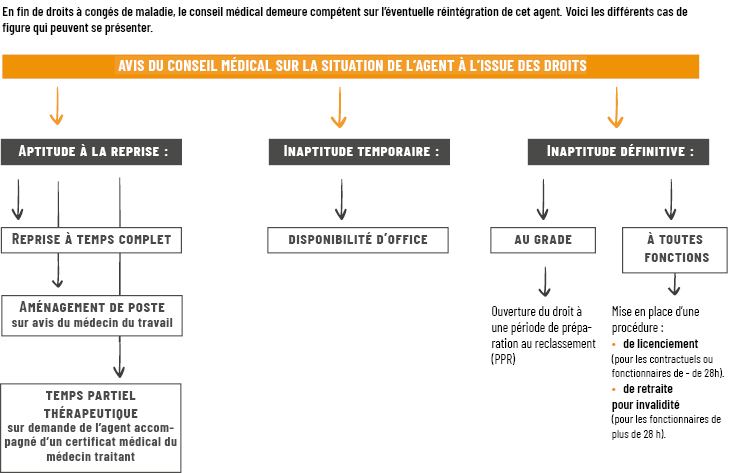 En fin de droits à congés de maladie, le conseil médical demeure compétent sur l'éventuelle réintégration de cet agent. Voici les différents cas de
figure qui peuvent se présenter.
AVIS DU CONSEIL MÉDICAL SUR LA SITUATION DE L'AGENT À L'ISSUE DES DROITS
APTITUDE À LA REPRISE :
INAPTITUDE TEMPORAIRE :
INAPTITUDE DÉFINITIVE :
REPRISE À TEMPS COMPLET
DISPONIBILITÉ D'OFFICE
AU GRADE
À TOUTES
FONCTIONS
AMÉNAGEMENT DE POSTE
sur avis du médecin du travail
TEMPS PARTIEL
THÉRAPEUTIQUE
sur demande de l'agent accom-
pagné d'un certificat médical du
médecin traitant
Ouverture du droit à
une période de prépa-
ration au reclassement
(PPR)
Mise en place d'une
procédure :
• de licenciement
(pour les contractuels ou
fonctionnaires de - de 28h).
• de retraite
pour invalidité
(pour les fonctionnaires de
plus de 28 h).